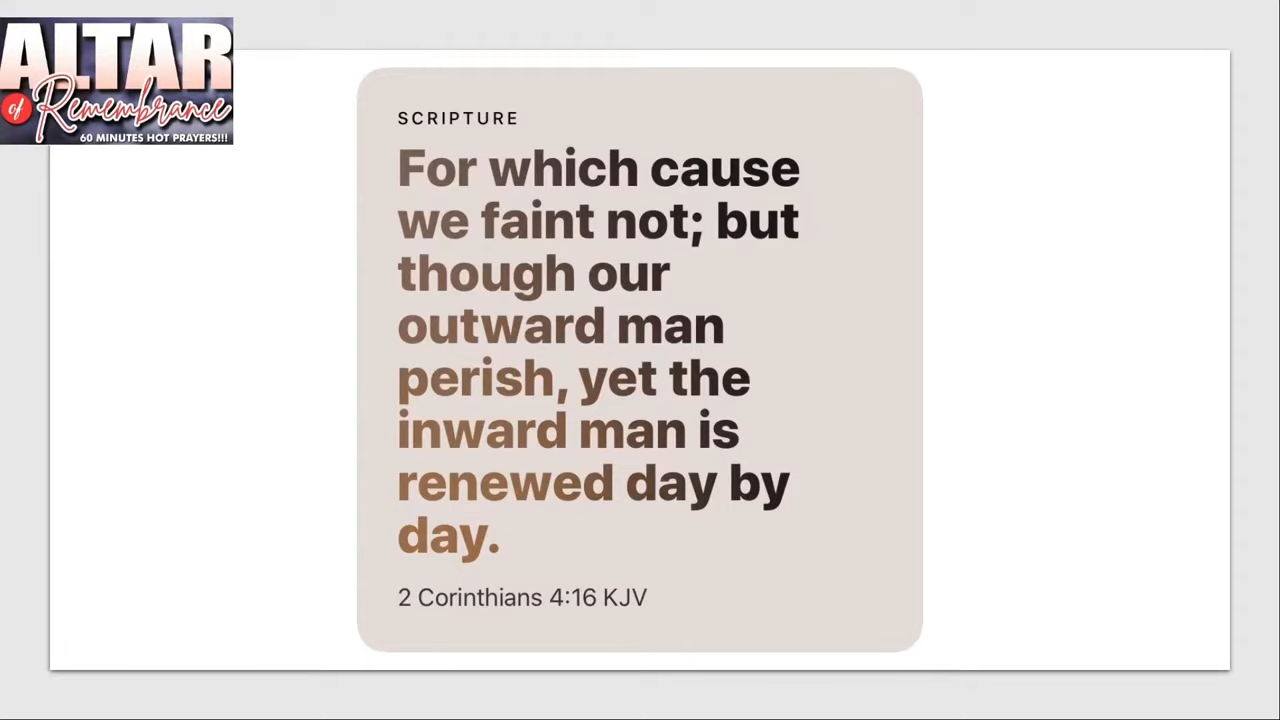 ALTAR
of Remembrance
60 MINUTES HOT PRAYERS!!!
SCRIPTURE
For which cause
we faint not; but
though our
outward man
perish, yet the
inward man is
renewed day by
day.
2 Corinthians 4:16 KJV